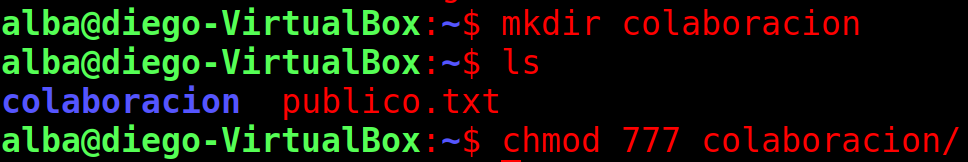 alba@diego-VirtualBox:~$ mkdir colaboracion
alba@diego-VirtualBox:~$ ls
colaboracion  publico.txt
alba@diego-VirtualBox:~$ chmod 777 colaboracion/